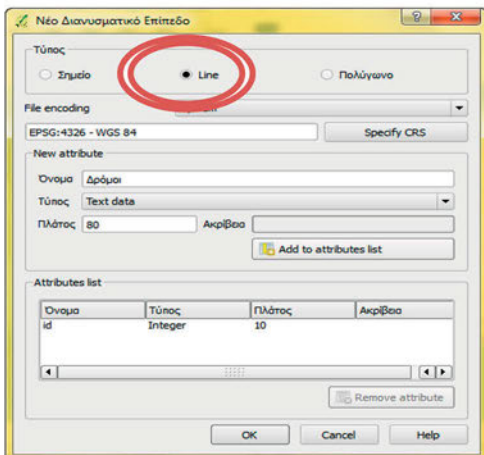 Νέο Διανυσματικό Επίπεδο
Τύπος
Σημείο Line Πολύγωνο
File encoding
EPSG:4326 - WGS 84 Specify CRS
New attribute
Όνομα Δρόμοι
Τύπος Text data
Πλάτος 80 Ακρίβεια
Add to attributes list
Attributes list
Όνομα Τύπος Πλάτος Ακρίβεια
id Integer 10
Remove attribute
OK Cancel Help